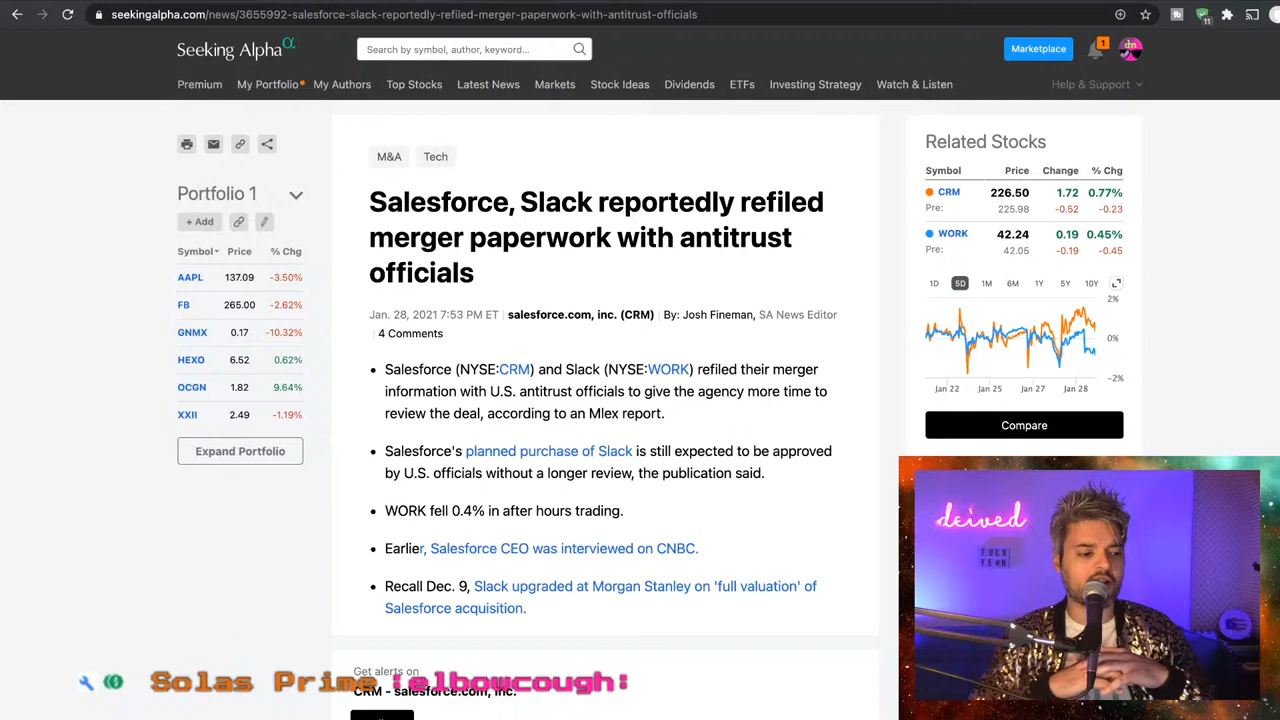 seekingalpha.com/news/3655992-salesforce-slack-reportedly-refiled-merger-paperwork-with-antitrust-officials
11
Seeking Alpha α
Search by symbol, author, keyword...
Marketplace
1
Premium My Portfolio My Authors Top Stocks Latest News Markets Stock Ideas Dividends ETFs Investing Strategy Watch & Listen Help & Support
Portfolio 1
+ Add
Symbol Price % Chg
AAPL 137.09 -3.50%
FB 265.00 -2.62%
GNMX 0.17 -10.32%
HEXO 6.52 0.62%
OCGN 1.82 9.64%
XXII 2.49 -1.19%
Expand Portfolio
M&A Tech
Salesforce, Slack reportedly refiled
merger paperwork with antitrust
officials
Jan. 28, 2021 7:53 PM ET | salesforce.com, inc. (CRM) | By: Josh Fineman, SA News Editor
| 4 Comments
• Salesforce (NYSE:CRM) and Slack (NYSE:WORK) refiled their merger
information with U.S. antitrust officials to give the agency more time to
review the deal, according to an Mlex report.
• Salesforce's planned purchase of Slack is still expected to be approved
by U.S. officials without a longer review, the publication said.
• WORK fell 0.4% in after hours trading.
• Earlier, Salesforce CEO was interviewed on CNBC.
• Recall Dec. 9, Slack upgraded at Morgan Stanley on 'full valuation' of
Salesforce acquisition.
Get alerts on
CRM - salesforce.com, inc.
Related Stocks
Symbol Price Change % Chg
CRM 226.50 1.72 0.77%
Pre: 225.98 -0.52 -0.23
WORK 42.24 0.19 0.45%
Pre: 42.05 -0.19 -0.45
1D 5D 1M 6M 1Y 5Y 10Y
2%
0%
-2%
Jan 22 Jan 25 Jan 27 Jan 28
Compare
deived
FUCK
YEAH
Solas Prime :elbowcough: